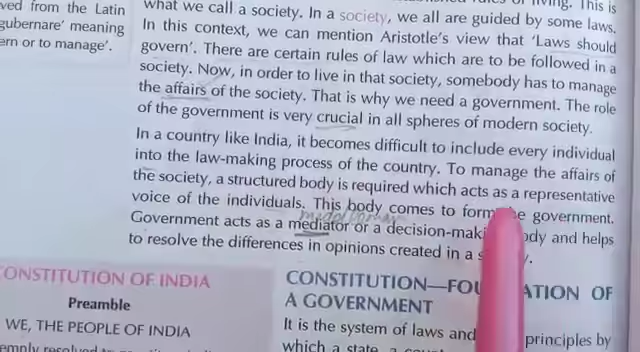 ved from the Latin
gubernare' meaning
ern or to manage'.
what we call a society. In a society, we all are guided by some laws.
In this context, we can mention Aristotle's view that 'Laws should
govern'. There are certain rules of law which are to be followed in a
society. Now, in order to live in that society, somebody has to manage
the affairs of the society. That is why we need a government. The role
of the government is very crucial in all spheres of modern society.
In a country like India, it becomes difficult to include every individual
into the law-making process of the country. To manage the affairs of
the society, a structured body is required which acts as a representative
voice of the individuals. This body comes to form the government.
Government acts as a mediator or a decision-maki ody and helps
to resolve the differences in opinions created in a
CONSTITUTION OF INDIA
Preamble
WE, THE PEOPLE OF INDIA
CONSTITUTION—FOU ATION OF
A GOVERNMENT
It is the system of laws and principles by
which a state, a